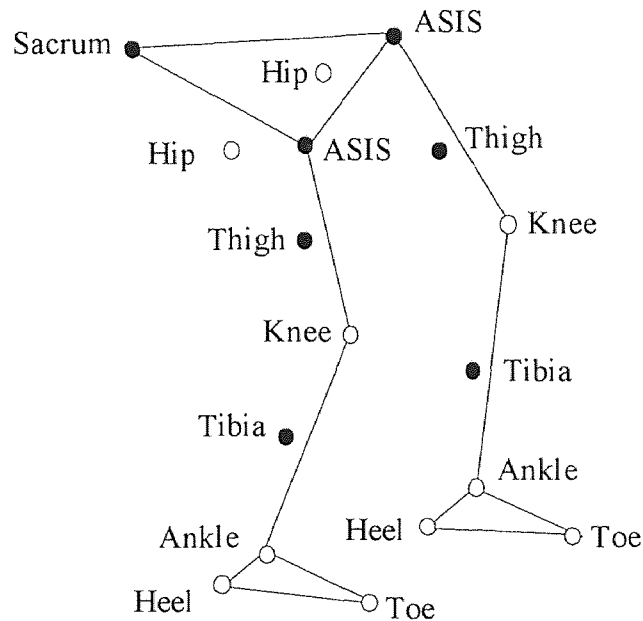 ASIS
Sacrum
Hip
Hip
ASIS
Thigh
Thigh
Knee
Knee
Tibia
Tibia
Ankle
Heel
Toe
Ankle
Heel
Toe